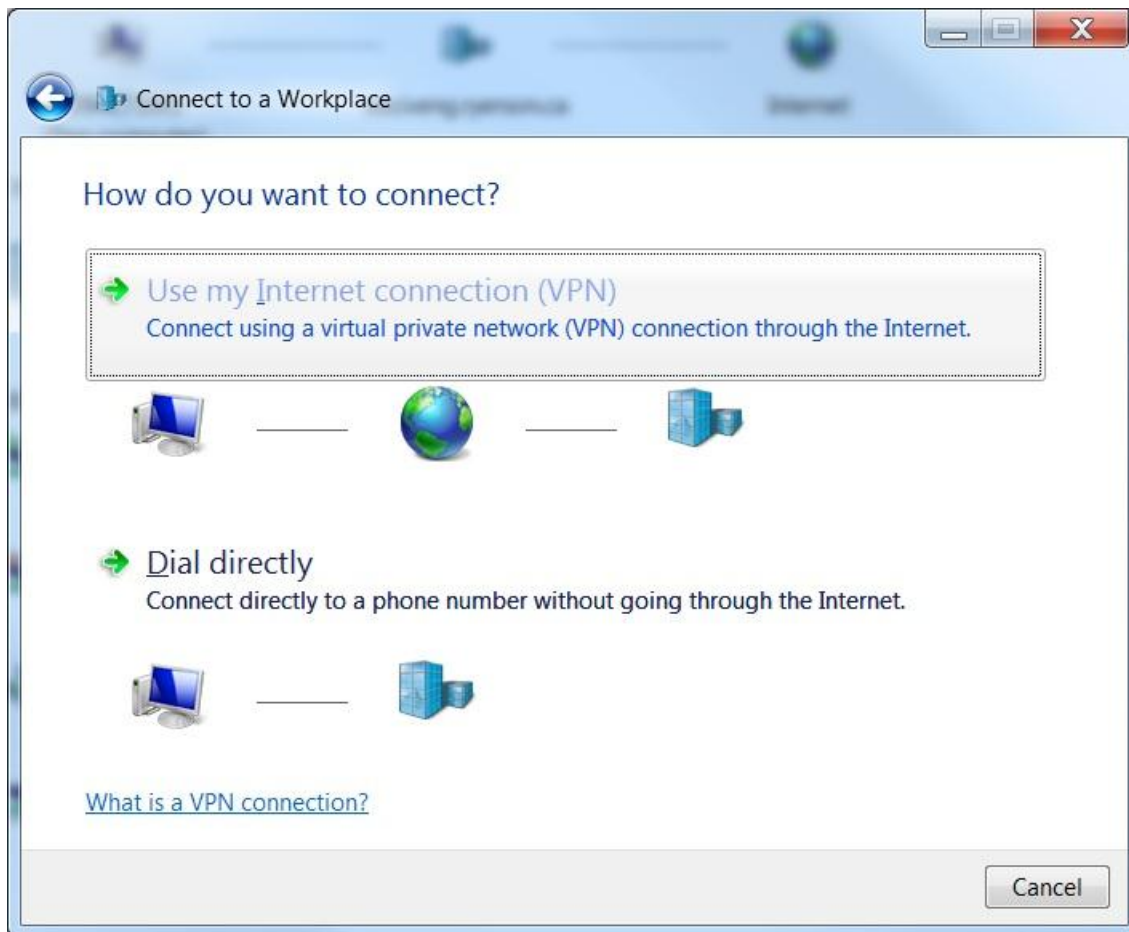 Internet
Connect to a Workplace
How do you want to connect?
Use my Internet connection (VPN)
Connect using a virtual private network (VPN) connection through the Internet.
Dial directly
Connect directly to a phone number without going through the Internet.
What is a VPN connection?
Cancel